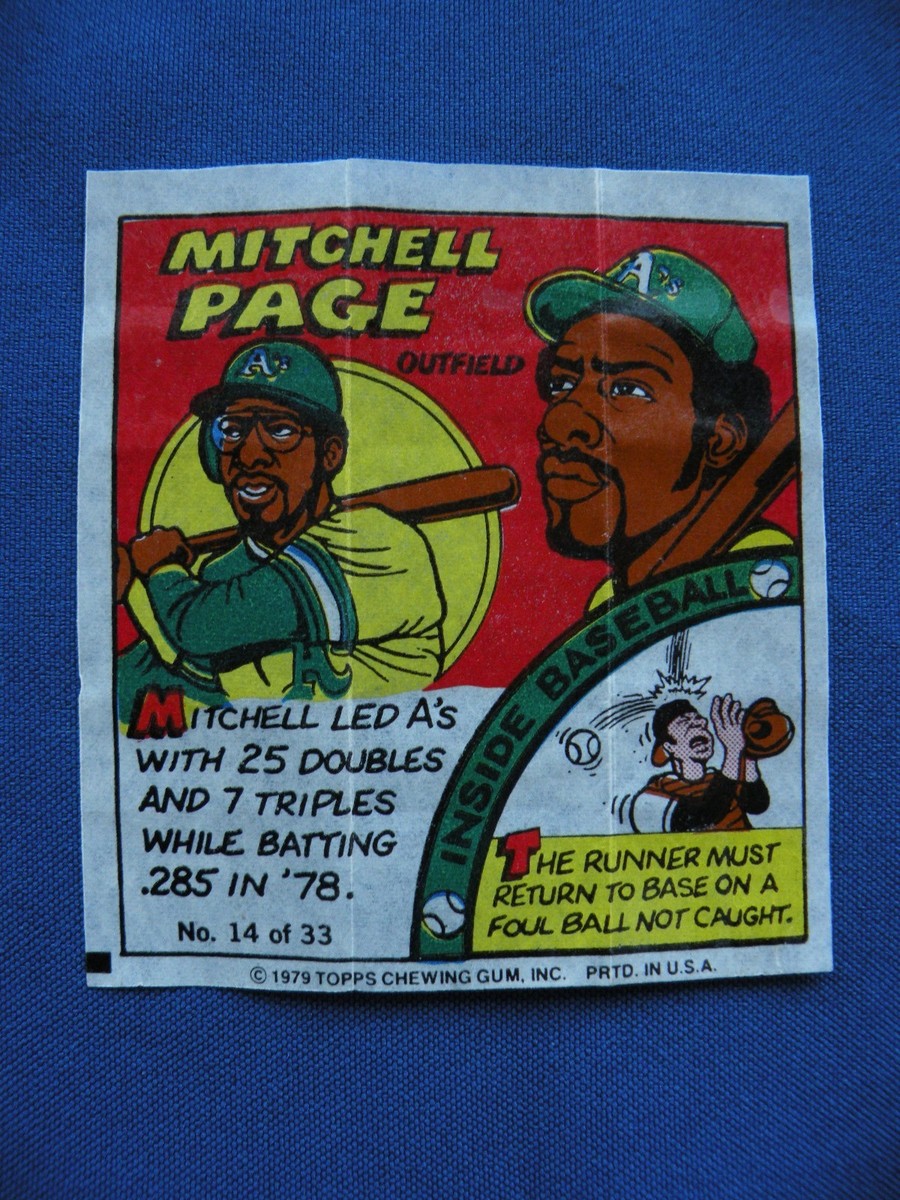 MITCHELL
PAGE
OUTFIELD
A's
A's
A
INSIDE BASEBALL
MITCHELL LED A'S
WITH 25 DOUBLES
AND 7 TRIPLES
WHILE BATTING
.285 IN '78.
No. 14 of 33
THE RUNNER MUST
RETURN TO BASE ON A
FOUL BALL NOT CAUGHT.
© 1979 TOPPS CHEWING GUM, INC. PRTD. IN U.S.A.